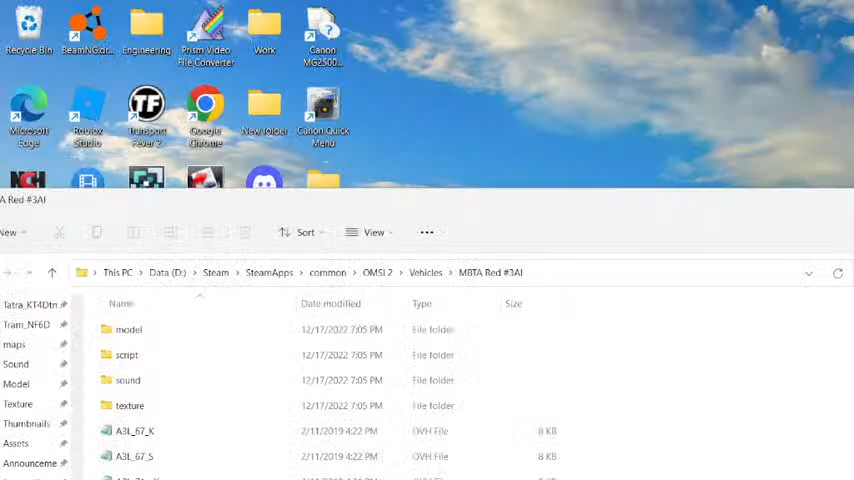 Recycle Bin
BeamNG.dr...
Engineering
Prism Video File Converter
Work
Canon MG2500...
Microsoft Edge
Roblox Studio
Transport Fever 2
Google Chrome
New folder
Canon Quick Menu
NCH
A Red #3AI
New
Sort
View
This PC > Data (D:) > Steam > SteamApps > common > OMSI 2 > Vehicles > MBTA Red #3AI
Name Date modified Type Size
Tatra_KT4Dtn
Tram_NF6D
maps
Sound
Model
Texture
Thumbnails
Assets
Announceme
model 12/17/2022 7:05 PM File folder
script 12/17/2022 7:05 PM File folder
sound 12/17/2022 7:05 PM File folder
texture 12/17/2022 7:05 PM File folder
A3L_67_K 2/11/2019 4:22 PM OVH File 8 KB
A3L_67_S 2/11/2019 4:22 PM OVH File 8 KB